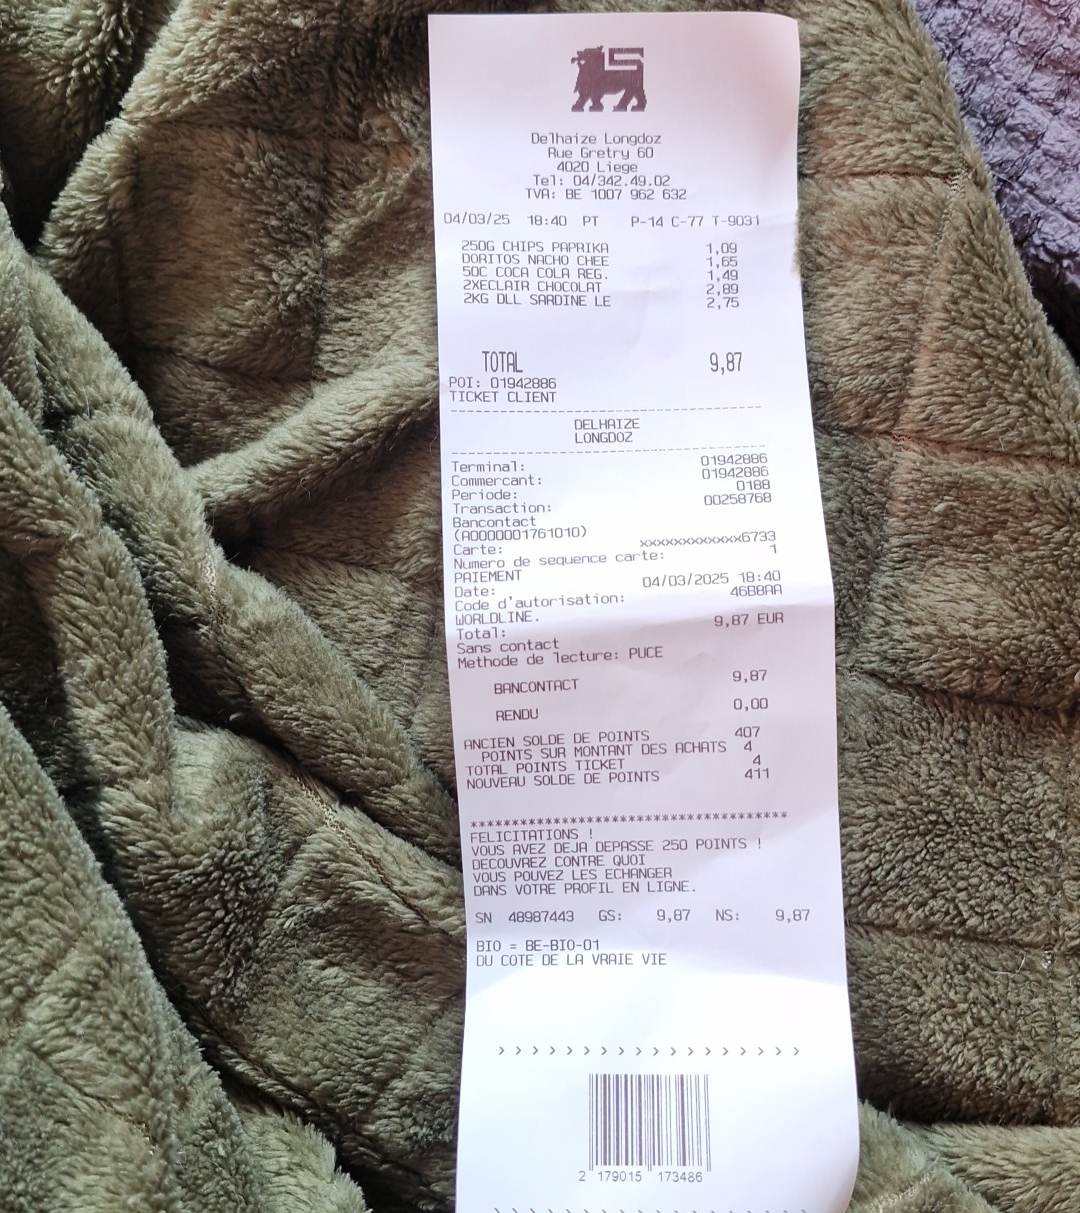 Delhaize Longdoz
Rue Gretry 60
4020 Liege
Tel: 04/342.49.02
TVA: BE 1007 962 632
04/03/25 18:40 PT P-14 C-77 T-9031
250G CHIPS PAPRIKA 1,09
DORITOS NACHO CHEE 1,65
50C COCA COLA REG. 1,49
2XECLAIR CHOCOLAT 2,89
2KG DLL SARDINE LE 2,75
TOTAL 9,87
POI: 01942886
TICKET CLIENT
DELHAIZE
LONGDOZ
Terminal: 01942886
Commercant: 01942886
Periode: 0188
Transaction: 00258768
Bancontact
(A0000001761010)
Carte: xxxxxxxxxxxxx6733
Numero de sequence carte: 1
PAIEMENT
Date: 04/03/2025 18:40
Code d'autorisation: 46B8AA
WORLDLINE.
Total: 9,87 EUR
Sans contact
Methode de lecture: PUCE
BANCONTACT 9,87
RENDU 0,00
ANCIEN SOLDE DE POINTS 407
POINTS SUR MONTANT DES ACHATS 4
TOTAL POINTS TICKET 4
NOUVEAU SOLDE DE POINTS 411
**************************************
FELICITATIONS !
VOUS AVEZ DEJA DEPASSE 250 POINTS !
DECOUVREZ CONTRE QUOI
VOUS POUVEZ LES ECHANGER
DANS VOTRE PROFIL EN LIGNE.
SN 48987443 GS: 9,87 NS: 9,87
BIO = BE-BIO-01
DU COTE DE LA VRAIE VIE
2 179015 173486